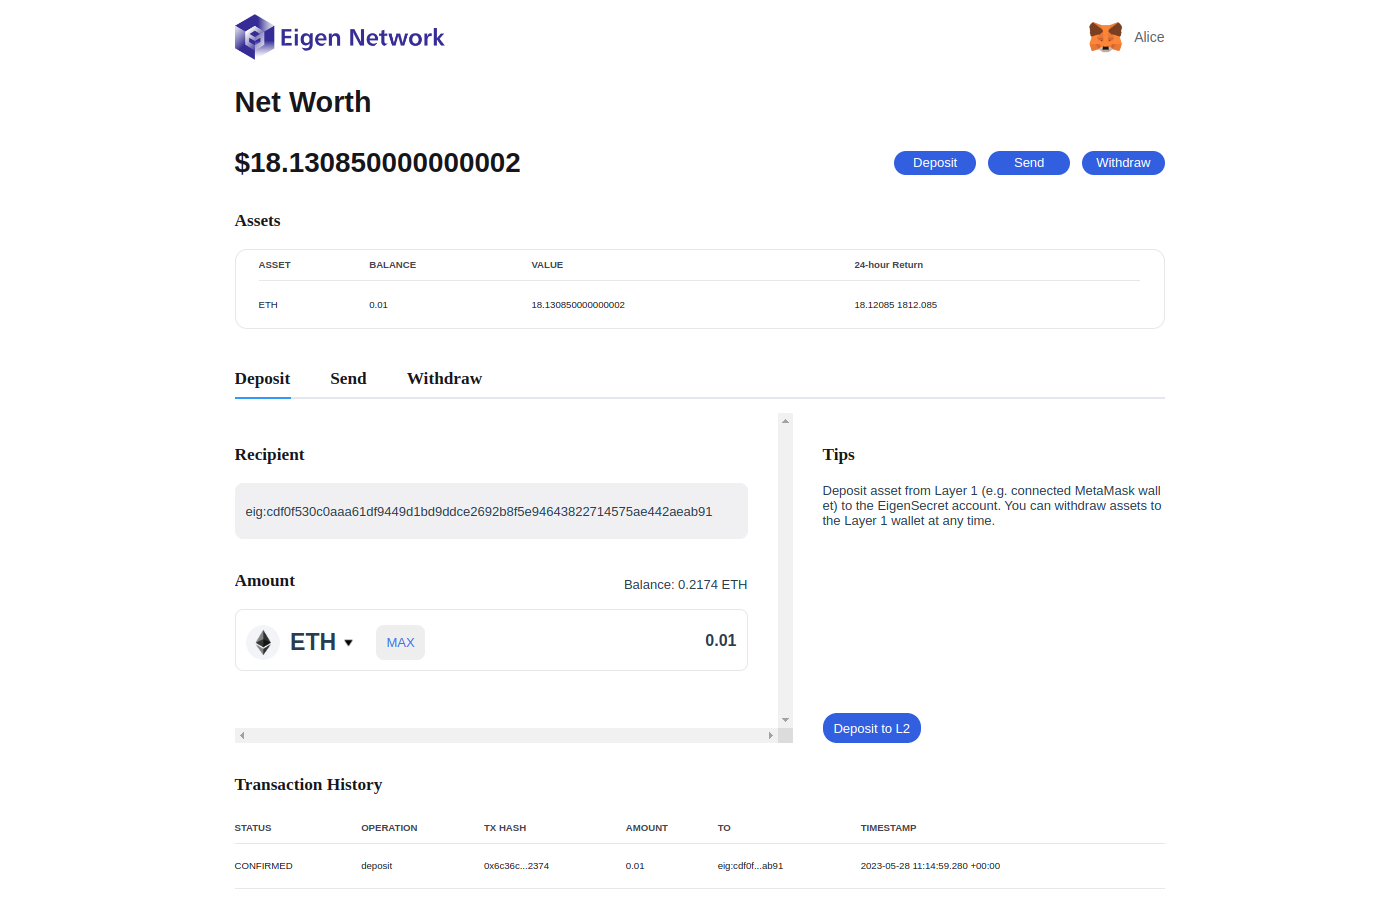 Eigen Network
Alice
Net Worth
$18.130850000000002
Deposit Send Withdraw
Assets
ASSET BALANCE VALUE 24-hour Return
ETH 0.01 18.130850000000002 18.12085 1812.085
Deposit Send Withdraw
Recipient
eig:cdf0f530c0aaa61df9449d1bd9ddce2692b8f5e94643822714575ae442aeab91
Amount
Balance: 0.2174 ETH
ETH MAX 0.01
Tips
Deposit asset from Layer 1 (e.g. connected MetaMask wall
et) to the EigenSecret account. You can withdraw assets to
the Layer 1 wallet at any time.
Deposit to L2
Transaction History
STATUS OPERATION TX HASH AMOUNT TO TIMESTAMP
CONFIRMED deposit 0x6c36c...2374 0.01 eig:cdf0f...ab91 2023-05-28 11:14:59.280 +00:00